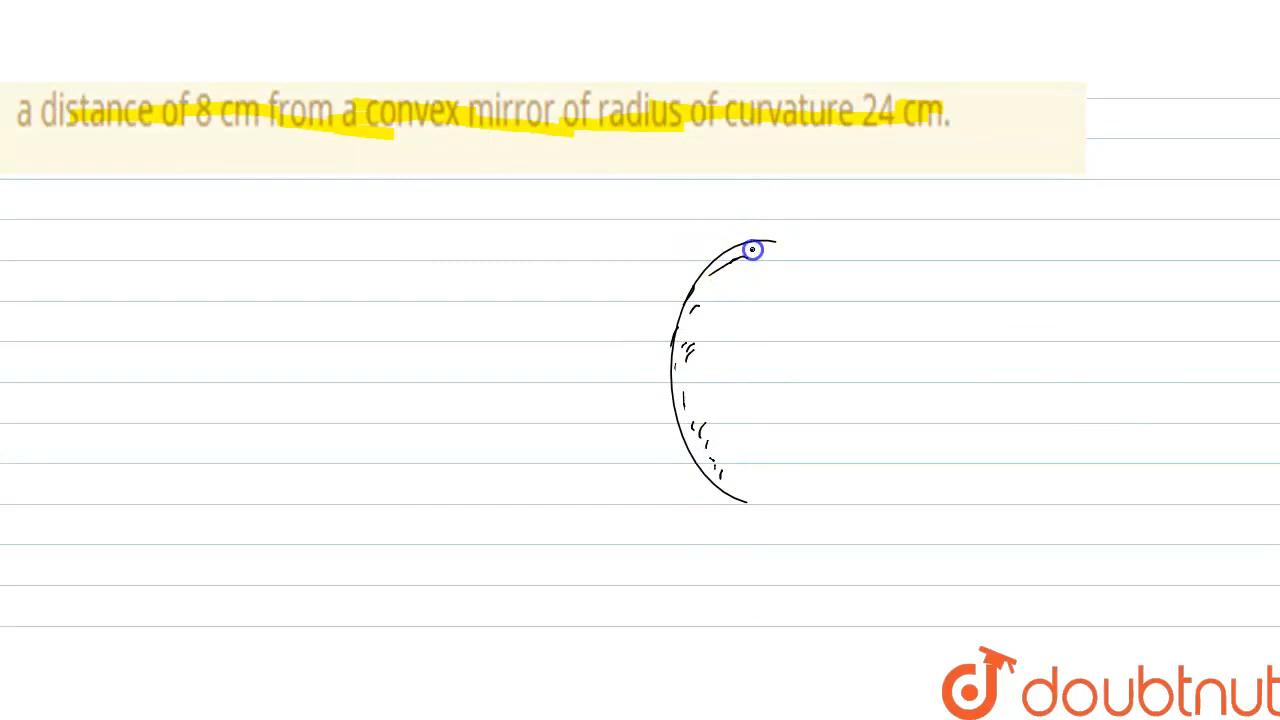 a distance of 8 cm from a convex mirror of radius of curvature 24 cm.
doubtnut